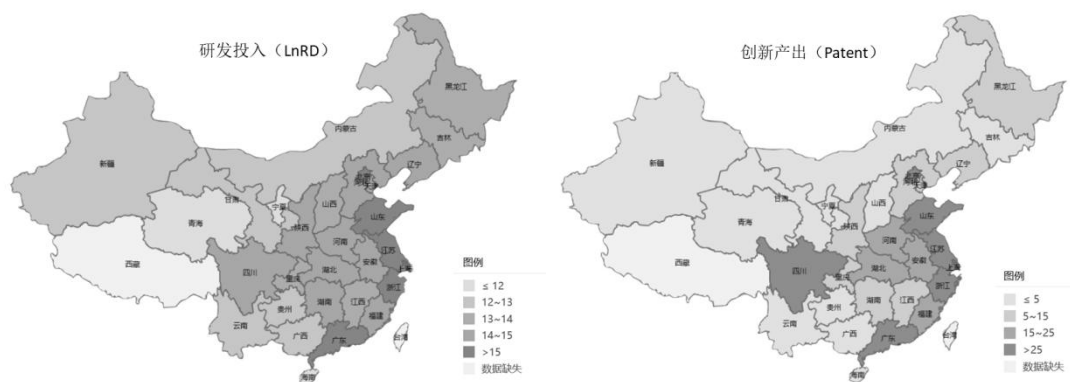 研发投入（LnRD）
黑龙江
吉林
辽宁
内蒙古
新疆
甘肃
北京
天津
宁夏
山西
青海
陕西
山东
河南
江苏
西藏
四川
重庆
湖北
安徽
上海
浙江
湖南
江西
贵州
福建
云南
广西
广东
台湾
海南
图例
≤ 12
12~13
13~14
14~15
>15
数据缺失
创新产出（Patent）
黑龙江
吉林
辽宁
内蒙古
新疆
甘肃
北京
天津
宁夏
山西
青海
陕西
山东
河南
江苏
西藏
四川
重庆
湖北
安徽
上海
浙江
湖南
江西
贵州
福建
云南
广西
广东
台湾
海南
图例
≤ 5
5~15
15~25
>25
数据缺失